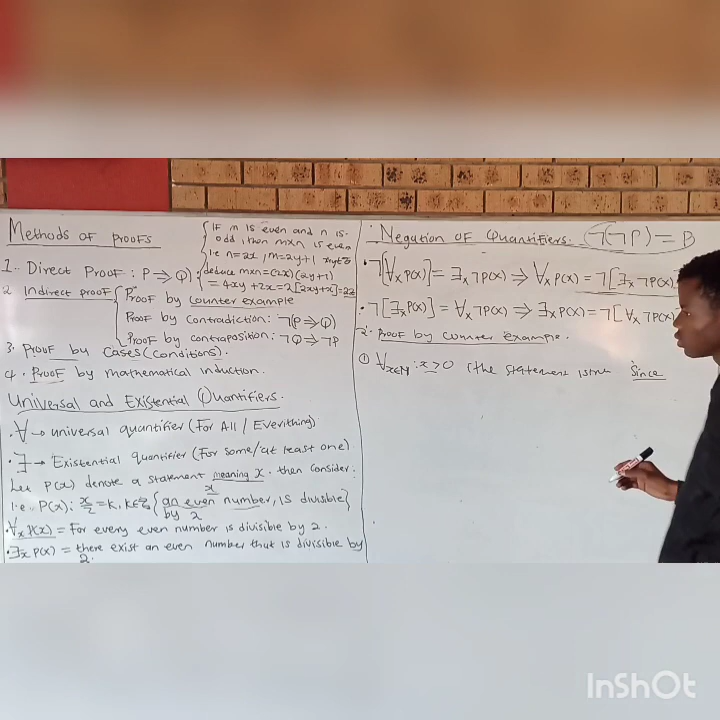 Methods of Proofs
1. Direct Proof: P⇒Q
{IF m is even and n is
odd, then mxn is even
i.e n=2x, m=2y+1 x,y∈Z
deduce mxn=(2x)(2y+1)
= 4xy+2x=2[2xy+x]=2z
2 Indirect proof { Proof by counter example
Proof by contradiction: ¬(P⇒Q)
Proof by contraposition: ¬Q⇒¬P
3. Proof by cases (conditions).
4. Proof by mathematical induction.
Universal and Existential Quantifiers.
• ∀→ universal quantifier (For All / Everything)
• ∃→ Existential quantifier (For some/at least one)
Let P(x) denote a statement meaning x. then consider:
i.e. P(x): x/2=k, k∈Z {an even number, is divisible
by 2
• ∀x P(x) = For every even number is divisible by 2.
• ∃x P(x) = there exist an even number that is divisible by
2.
Negation of Quantifiers. ¬(¬P) = P
• ¬[∀x P(x)] = ∃x ¬P(x) ⇒ ∀x P(x) = ¬[∃x ¬P(x)]
• ¬[∃x P(x)] = ∀x ¬P(x) ⇒ ∃x P(x) = ¬[∀x ¬P(x)]
2. Proof by counter example.
① ∀x∈N : x>0 (the statement is true Since
InShOt